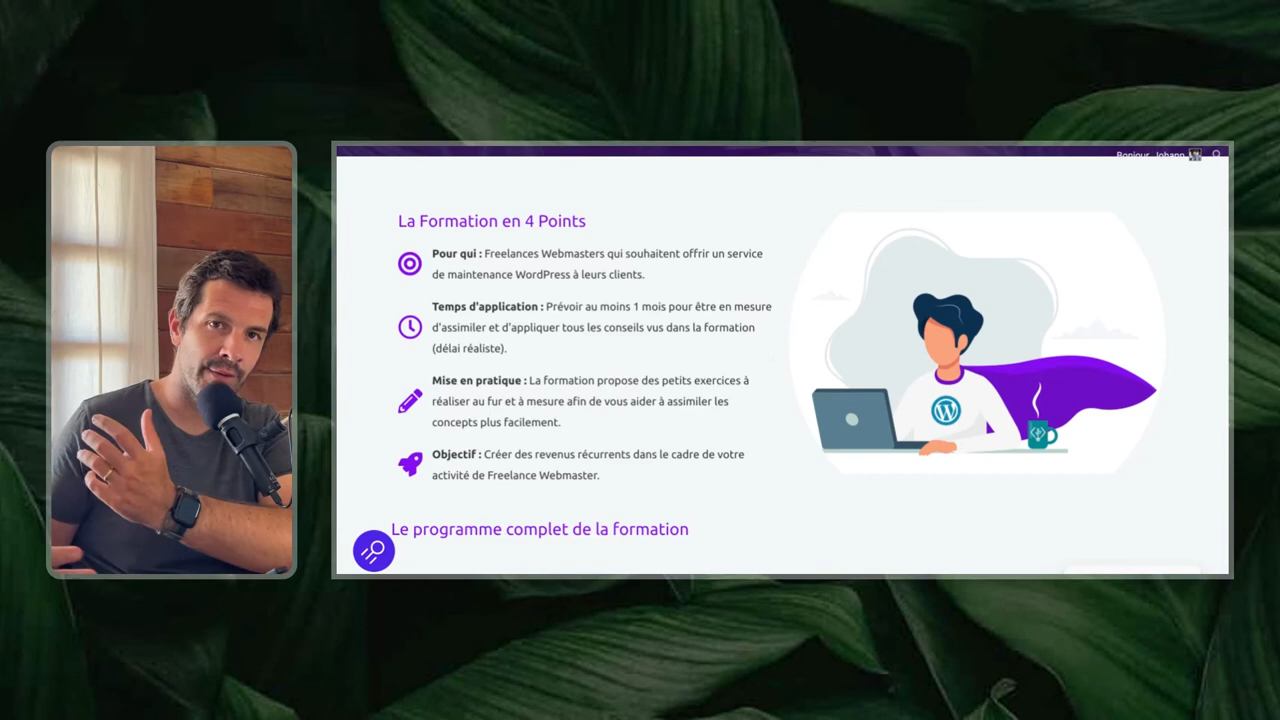 Bonjour, Johann
La Formation en 4 Points
Pour qui : Freelances Webmasters qui souhaitent offrir un service
de maintenance WordPress à leurs clients.
Temps d'application : Prévoir au moins 1 mois pour être en mesure
d'assimiler et d'appliquer tous les conseils vus dans la formation
(délai réaliste).
Mise en pratique : La formation propose des petits exercices à
réaliser au fur et à mesure afin de vous aider à assimiler les
concepts plus facilement.
Objectif : Créer des revenus récurrents dans le cadre de votre
activité de Freelance Webmaster.
Le programme complet de la formation